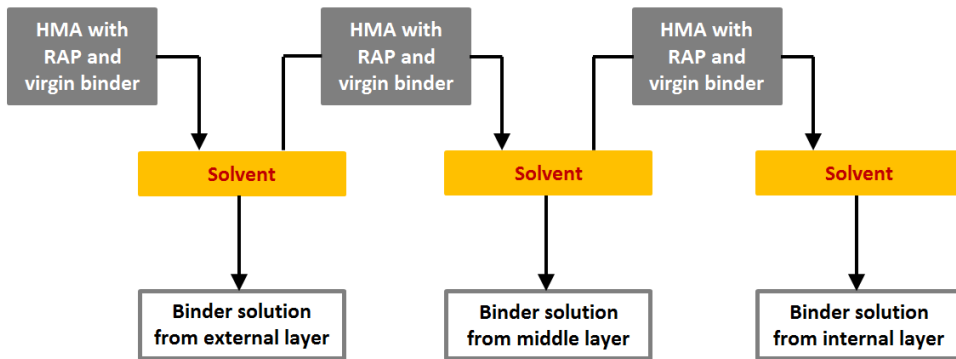 HMA with
RAP and
virgin binder
HMA with
RAP and
virgin binder
HMA with
RAP and
virgin binder
Solvent
Solvent
Solvent
Binder solution
from external layer
Binder solution
from middle layer
Binder solution
from internal layer